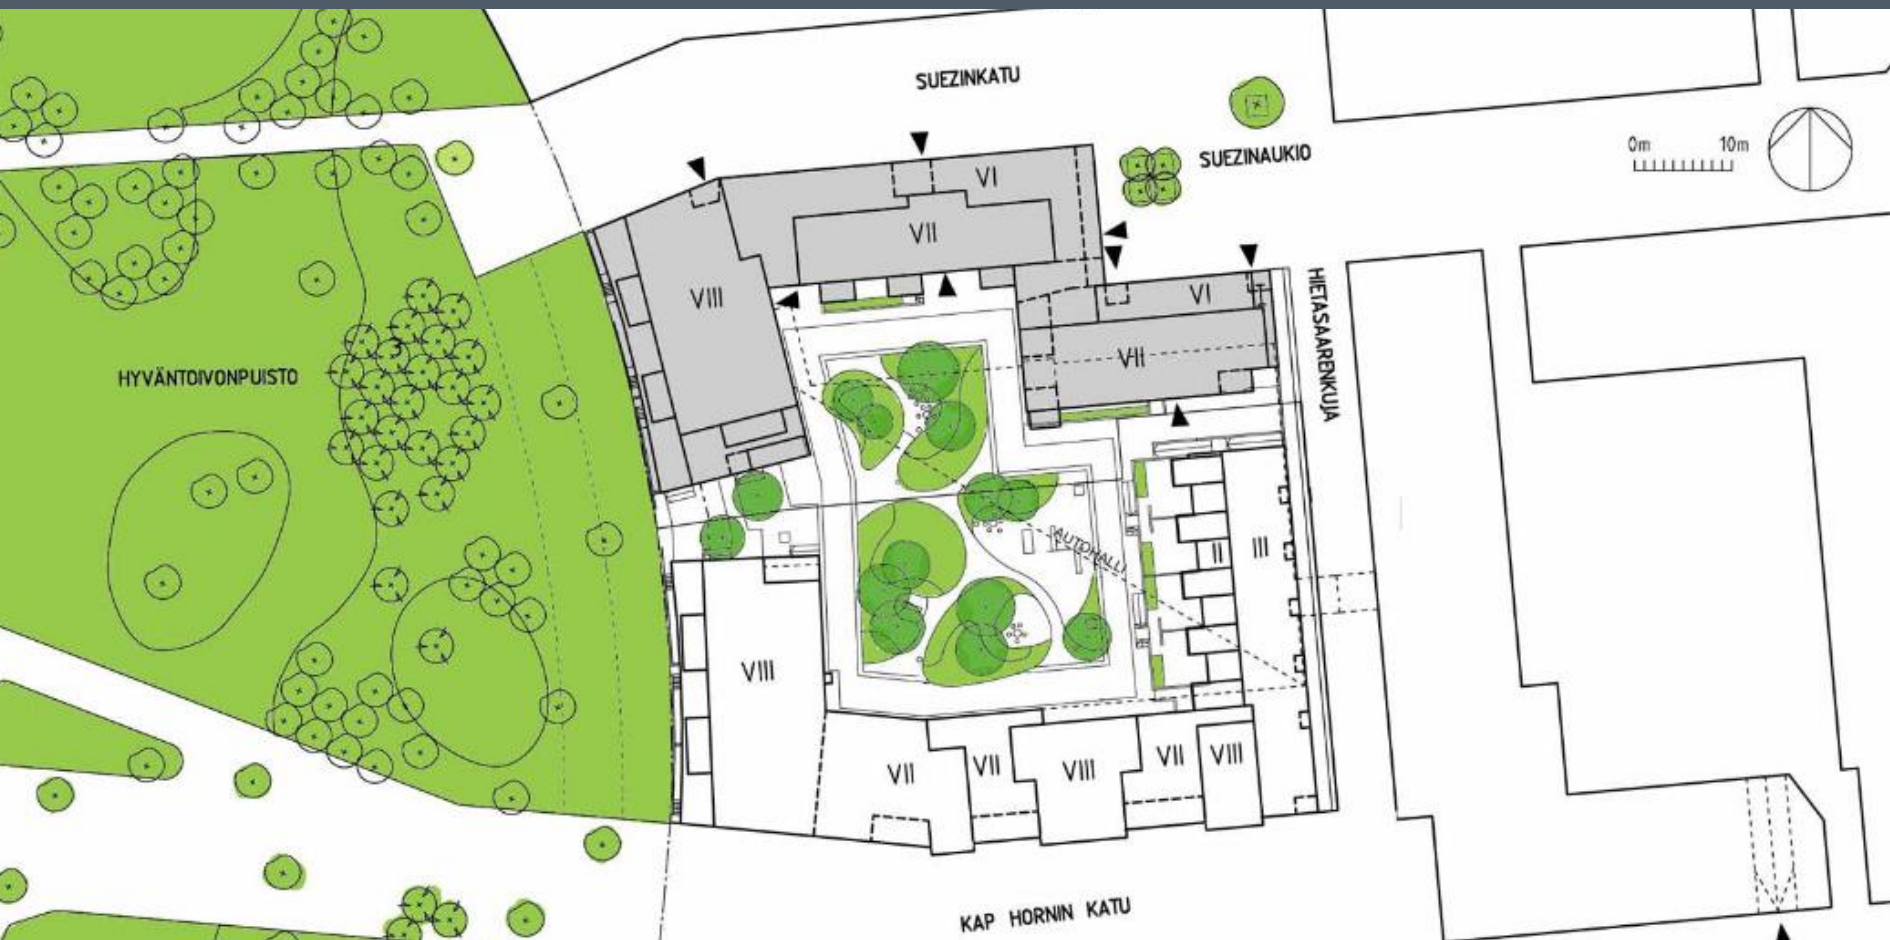 SUEZINKATU
0m 10m
SUEZINAUKIO
VI
VII
VIII
VI
HIETASAARENKUJA
VII
HYVÄNTOIVONPUISTO
AUTOHALLI
II
III
VIII
VII
VII
VIII
VII
VIII
KAP HORNIN KATU